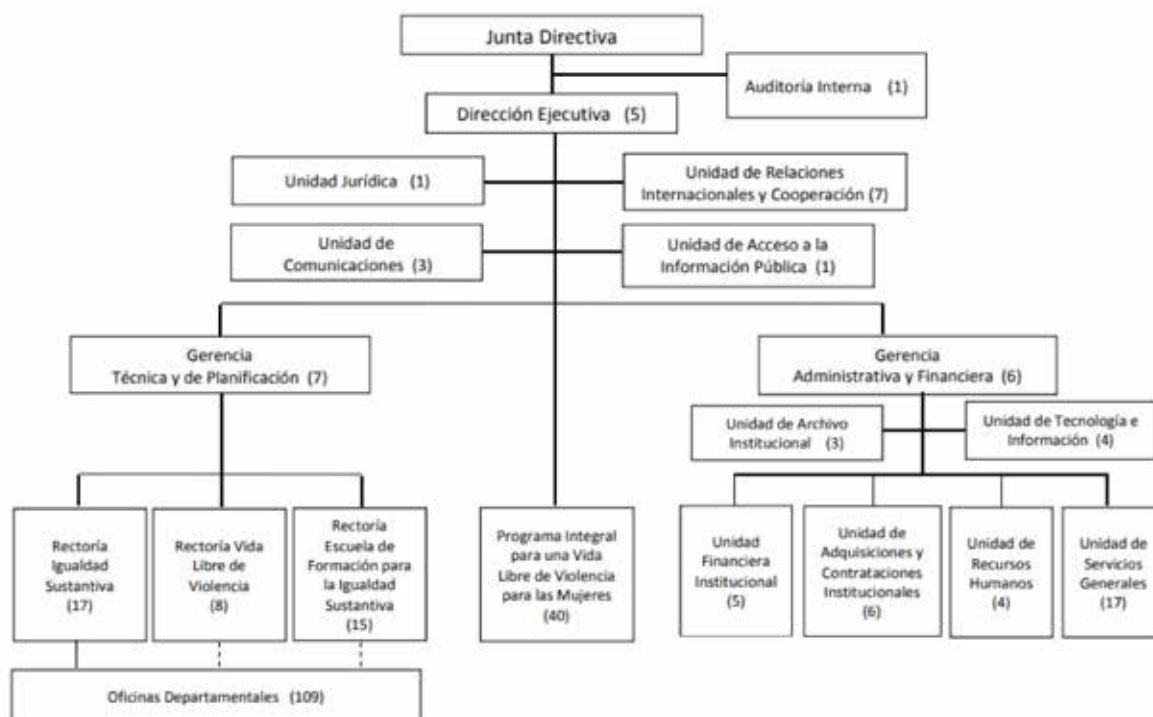 Junta Directiva
Auditoría Interna (1)
Dirección Ejecutiva (5)
Unidad Jurídica (1)
Unidad de Relaciones
Internacionales y Cooperación (7)
Unidad de
Comunicaciones (3)
Unidad de Acceso a la
Información Pública (1)
Gerencia
Técnica y de Planificación (7)
Gerencia
Administrativa y Financiera (6)
Unidad de Archivo
Institucional (3)
Unidad de Tecnología e
Información (4)
Rectoría
Igualdad
Sustantiva
(17)
Rectoría Vida
Libre de
Violencia
(8)
Rectoría
Escuela de
Formación para
la Igualdad
Sustantiva
(15)
Programa Integral
para una Vida
Libre de Violencia
para las Mujeres
(40)
Unidad
Financiera
Institucional
(5)
Unidad de
Adquisiciones y
Contrataciones
Institucionales
(6)
Unidad de
Recursos
Humanos
(4)
Unidad de
Servicios
Generales
(17)
Oficinas Departamentales (109)